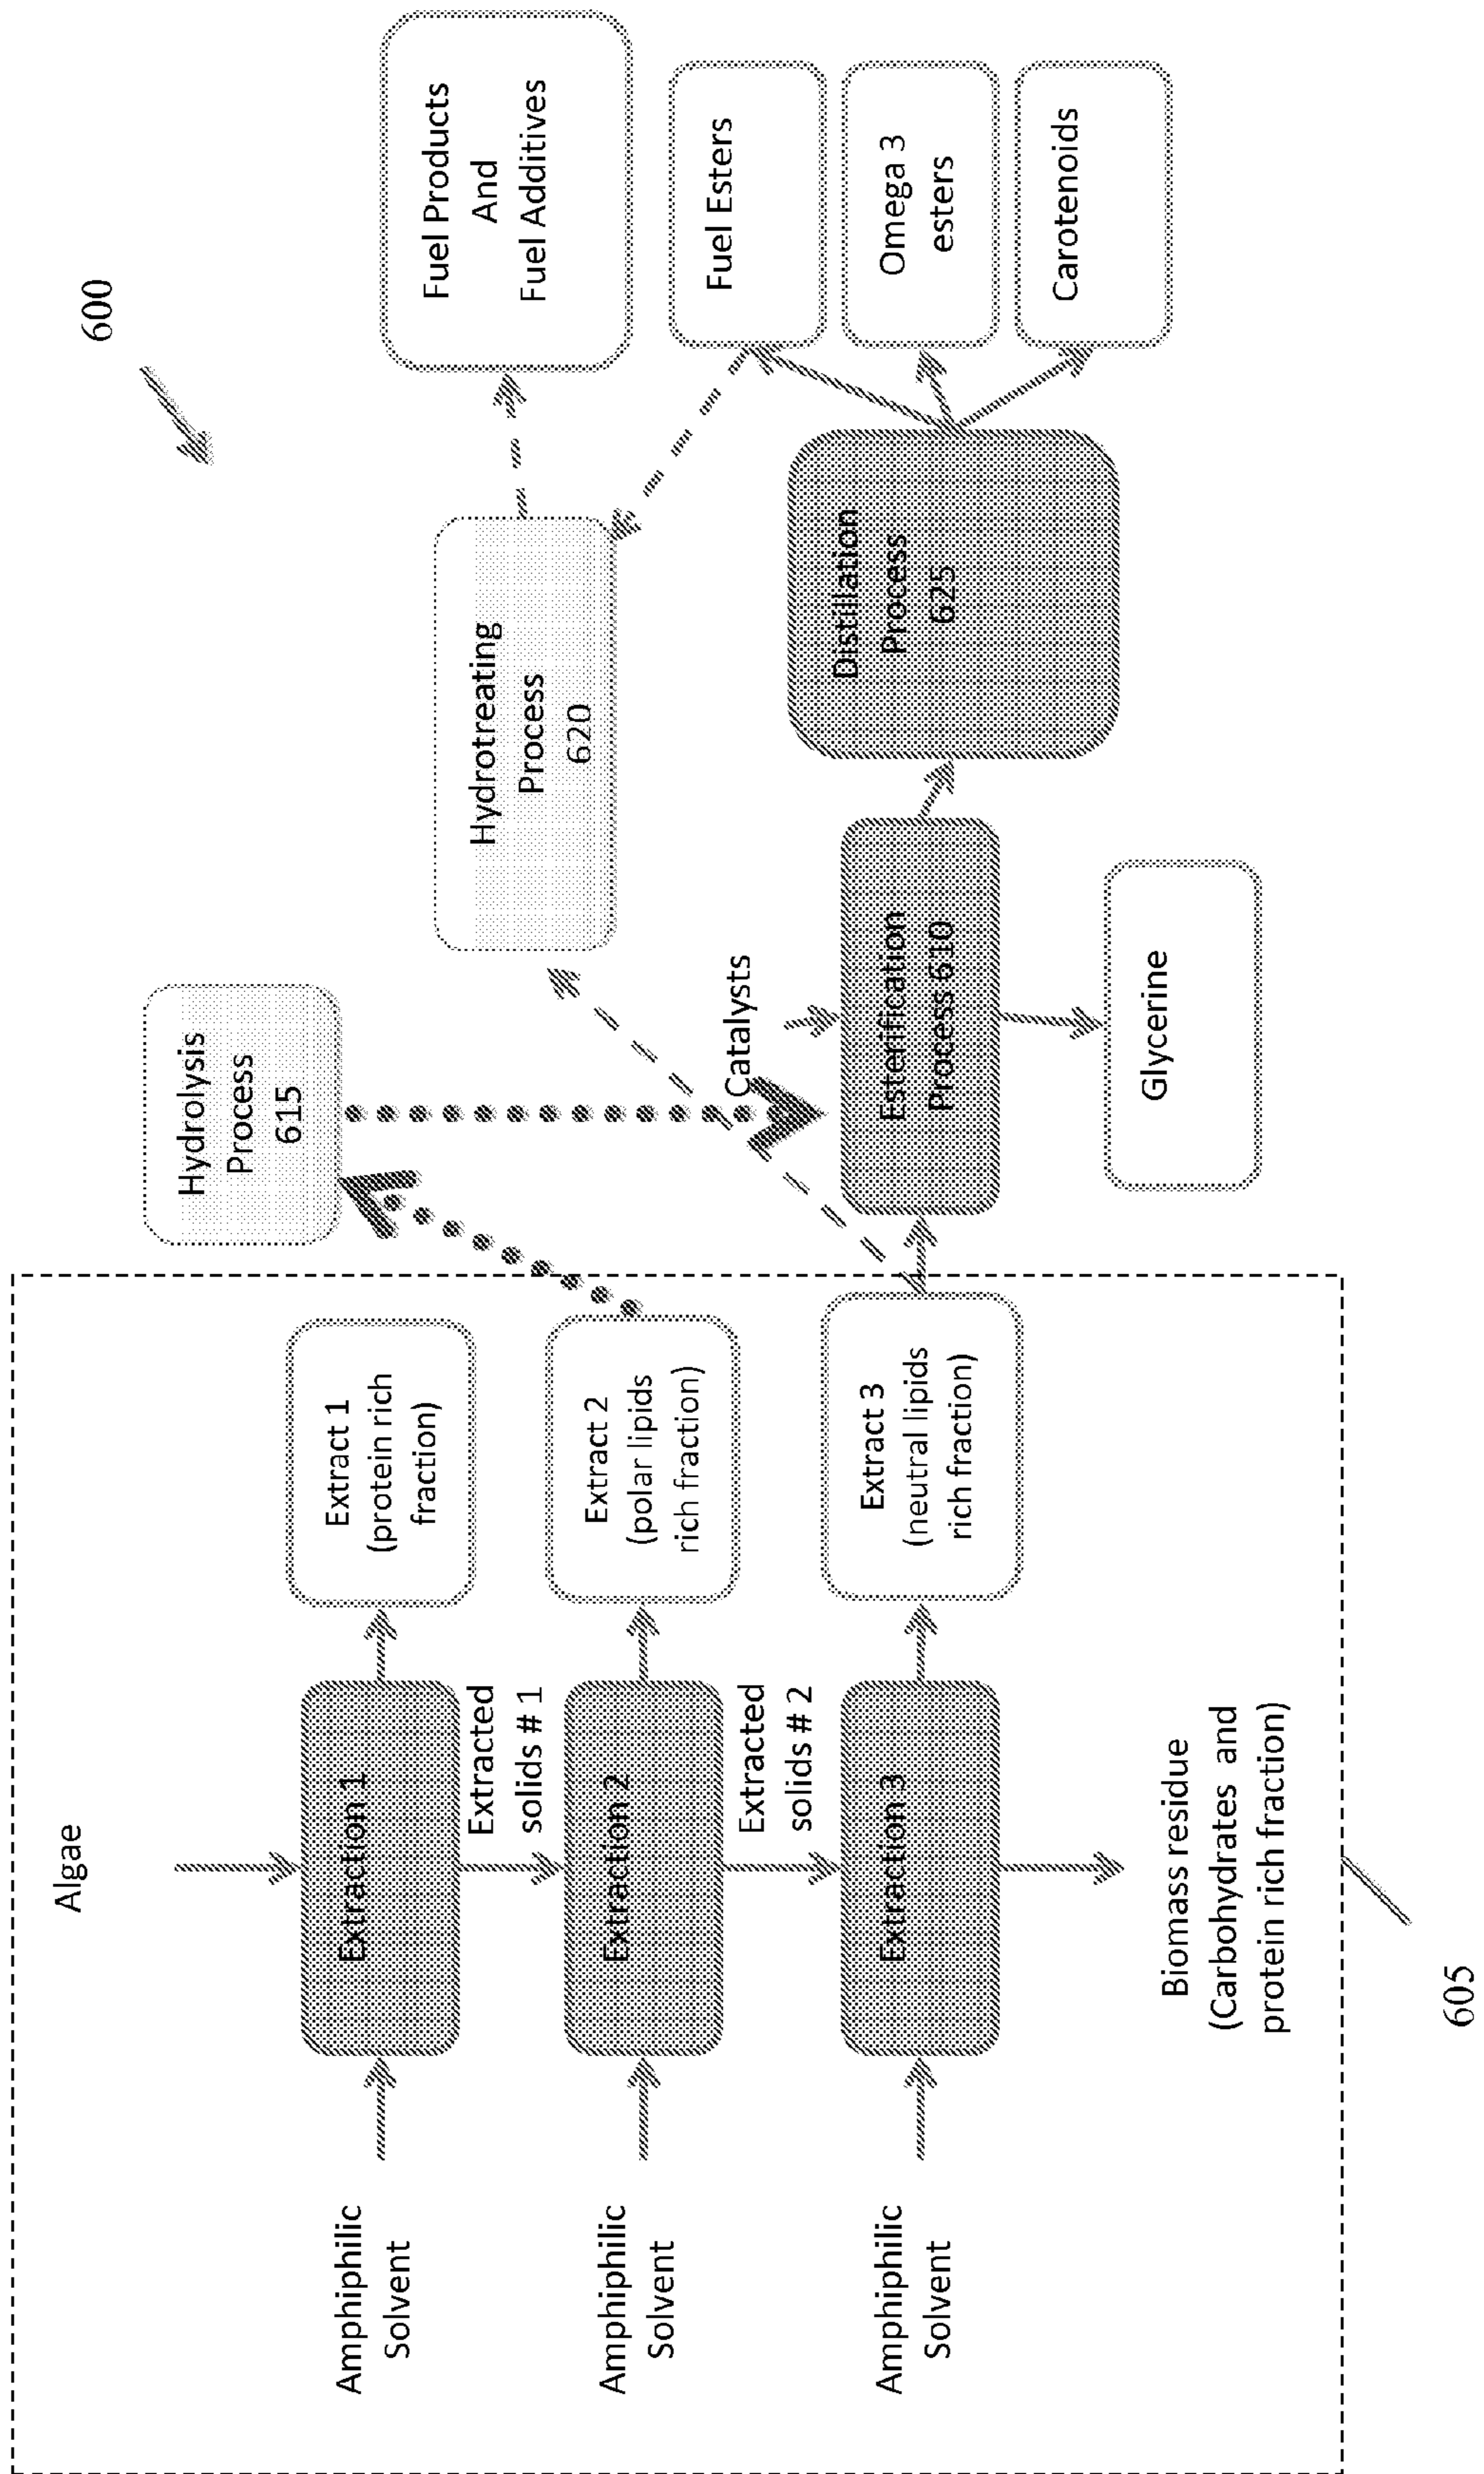 600
Algae
Amphiphilic
Solvent
Extraction 1
Extract 1
(protein rich
fraction)
Extracted
solids # 1
Amphiphilic
Solvent
Extraction 2
Extract 2
(polar lipids
rich fraction)
Extracted
solids # 2
Amphiphilic
Solvent
Extraction 3
Extract 3
(neutral lipids
rich fraction)
Biomass residue
(Carbohydrates and
protein rich fraction)
605
Hydrolysis
Process
615
Catalysts
Esterification
Process 610
Glycerine
Hydrotreating
Process
620
Distillation
Process
625
Fuel Products
And
Fuel Additives
Fuel Esters
Omega 3
esters
Carotenoids